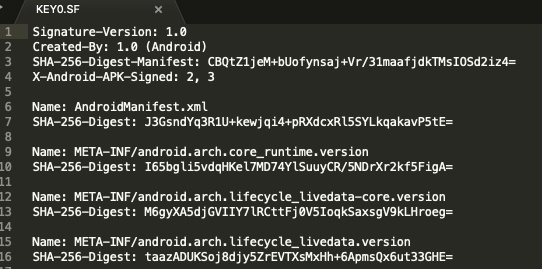 KEY0.SF ×
1 Signature-Version: 1.0
2 Created-By: 1.0 (Android)
3 SHA-256-Digest-Manifest: CBQtZ1jeM+bUofynsaj+Vr/31maafjdkTMsIOSd2iz4=
4 X-Android-APK-Signed: 2, 3
5
6 Name: AndroidManifest.xml
7 SHA-256-Digest: J3GsndYq3R1U+kewjqi4+pRXdcxRl5SYLkqakavP5tE=
8
9 Name: META-INF/android.arch.core_runtime.version
10 SHA-256-Digest: I65bgli5vdqHKel7MD74YlSuuyCR/5NDrXr2kf5FigA=
11
12 Name: META-INF/android.arch.lifecycle_livedata-core.version
13 SHA-256-Digest: M6gyXA5djGVIIY7lRCttFj0V5IoqkSaxsgV9kLHroeg=
14
15 Name: META-INF/android.arch.lifecycle_livedata.version
16 SHA-256-Digest: taazADUKSoj8djy5ZrEVTXsMxHh+6ApmsQx6ut33GHE=